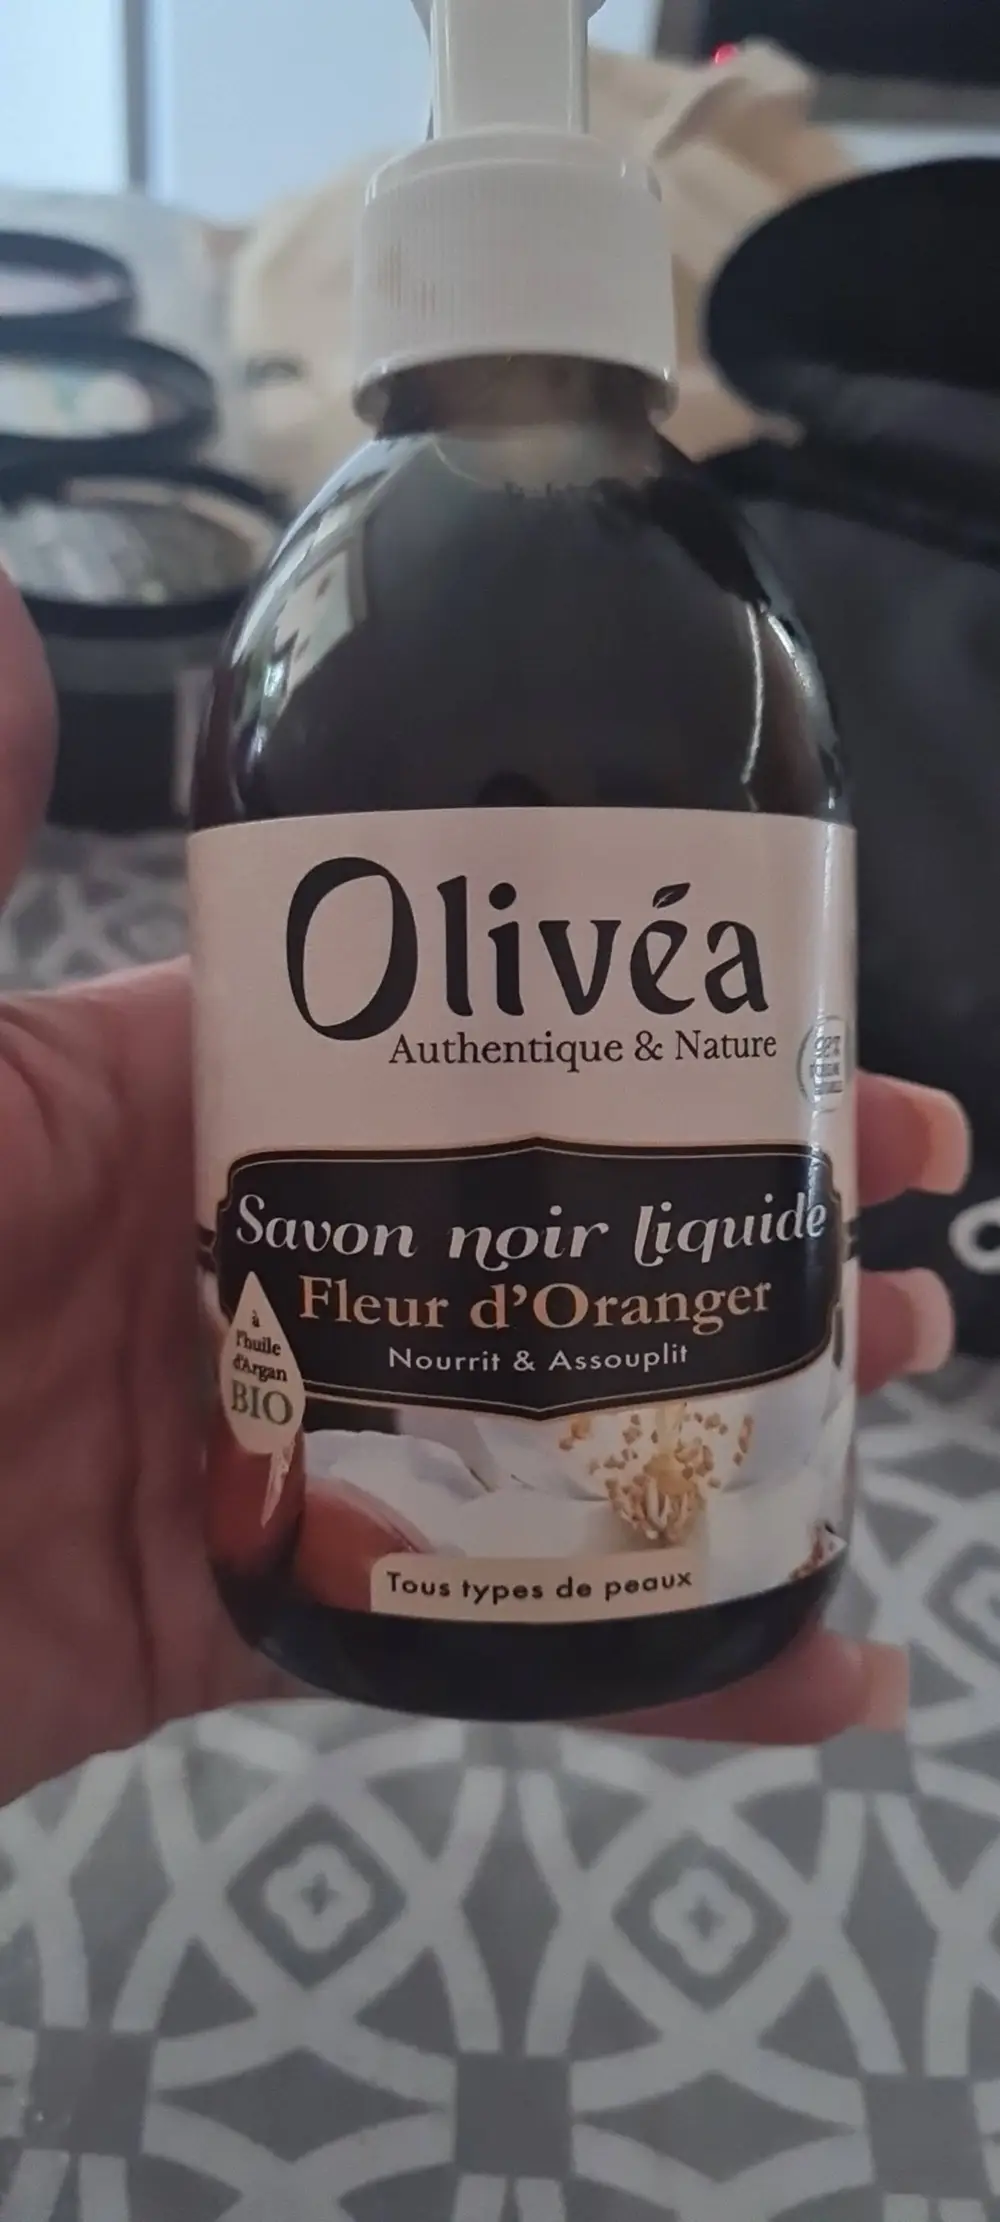 Olivéa
Authentique & Nature
Savon noir liquide
Fleur d'Oranger
Nourrit & Assouplit
à
l'huile
d'Argan
BIO
Tous types de peaux